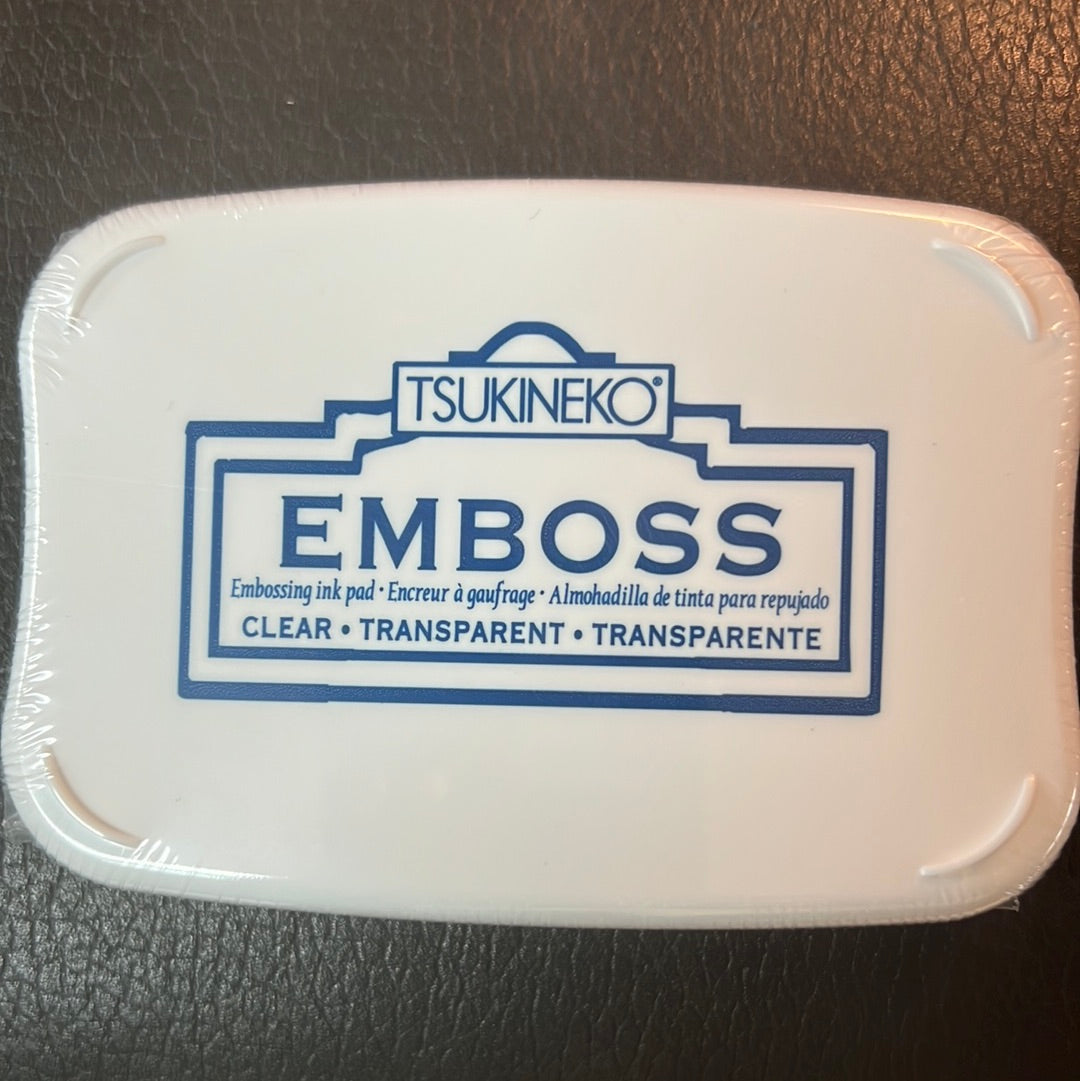 TSUKINEKO®
EMBOSS
Embossing ink pad · Encreur à gaufrage · Almohadilla de tinta para repujado
CLEAR • TRANSPARENT • TRANSPARENTE